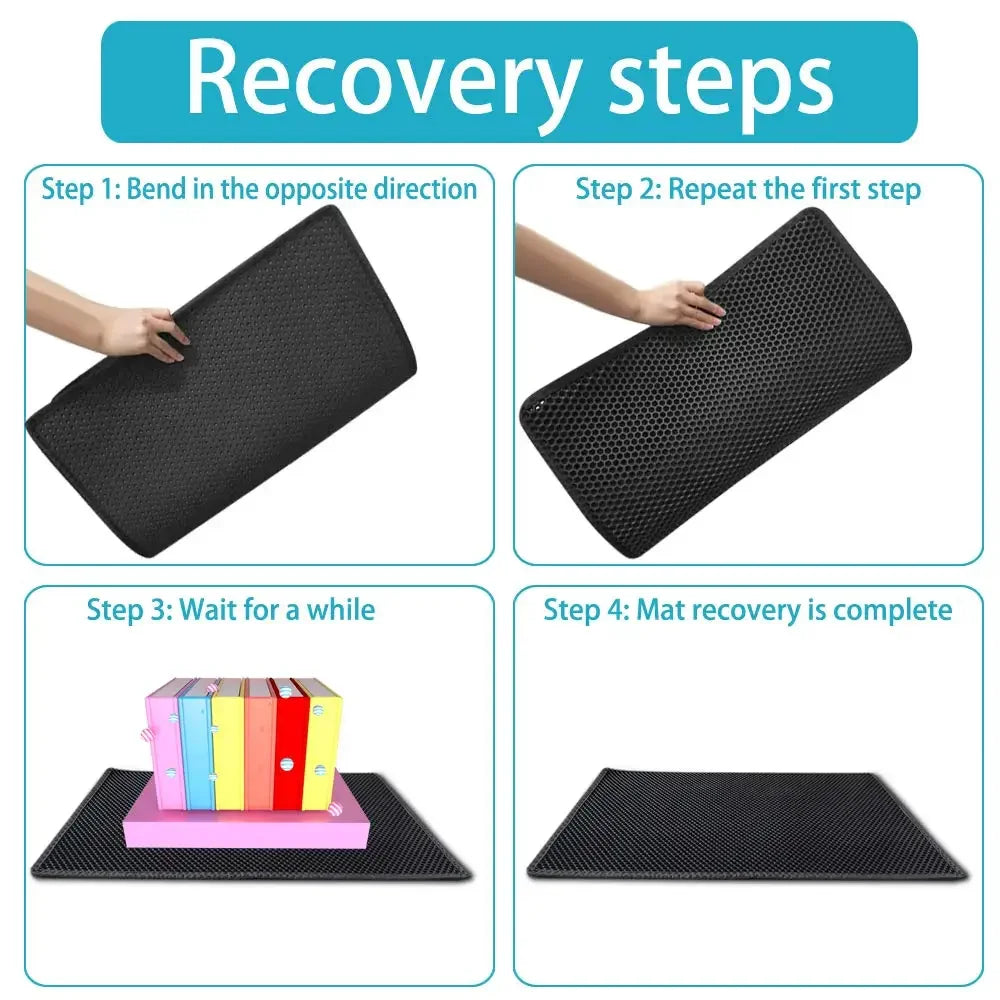 Recovery steps
Step 1: Bend in the opposite direction
Step 2: Repeat the first step
Step 3: Wait for a while
Step 4: Mat recovery is complete